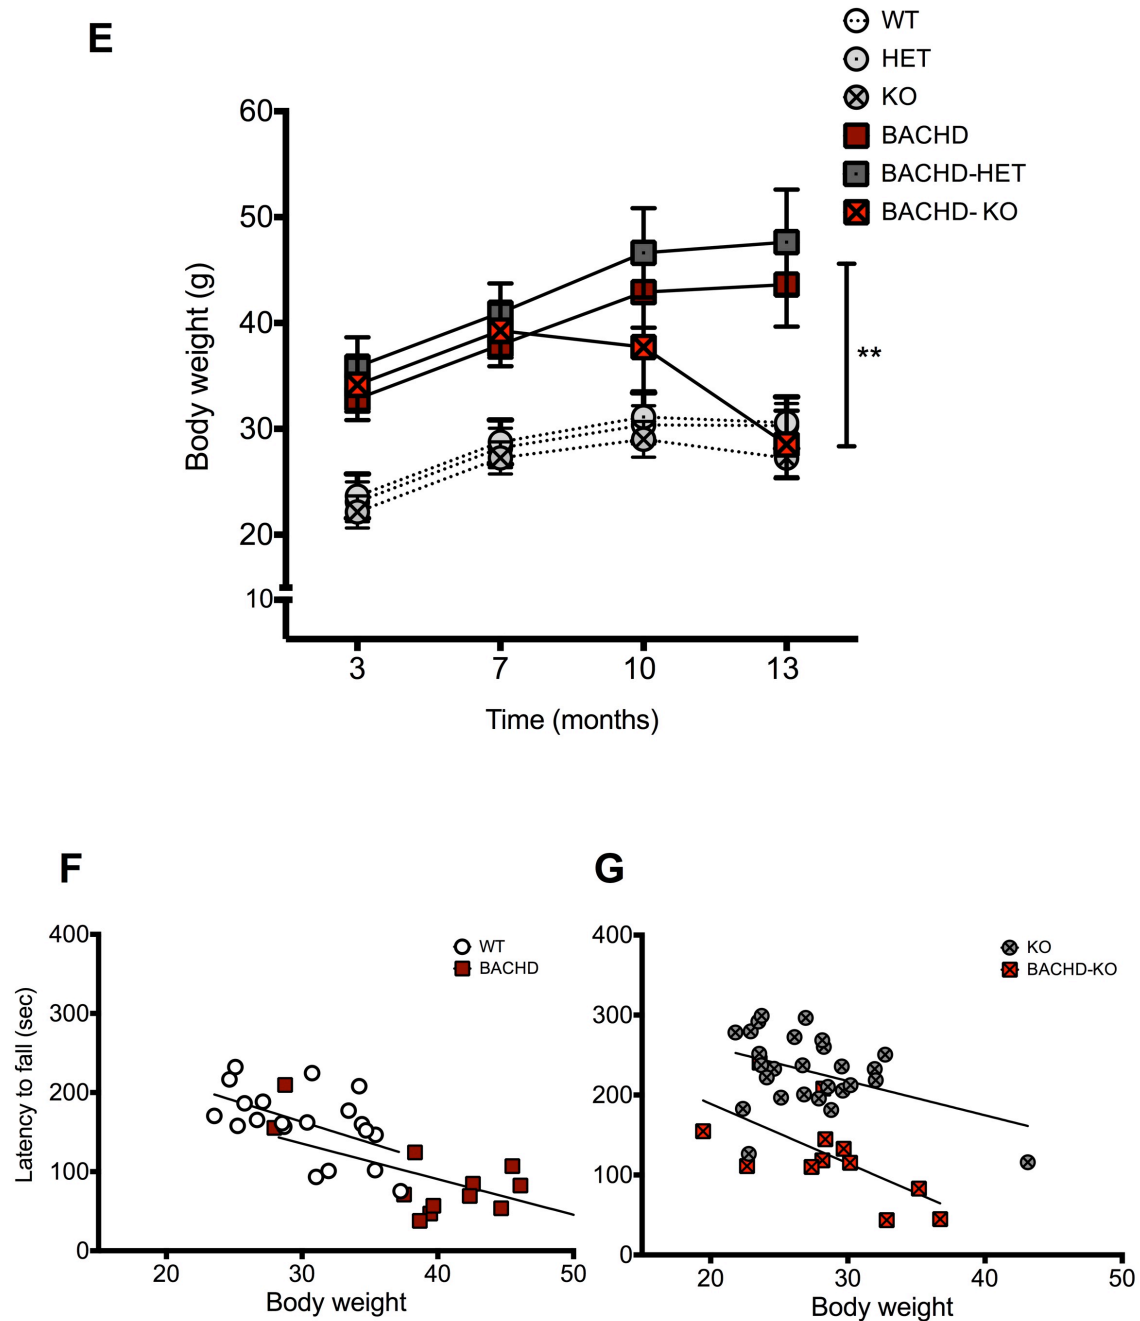 E
WT
HET
KO
BACHD
BACHD-HET
BACHD- KO
60
50
40
30
20
10
Body weight (g)
**
3 7 10 13
Time (months)
F
400
300
200
100
0
Latency to fall (sec)
WT
BACHD
20 30 40 50
Body weight
G
400
300
200
100
0
KO
BACHD-KO
20 30 40 50
Body weight